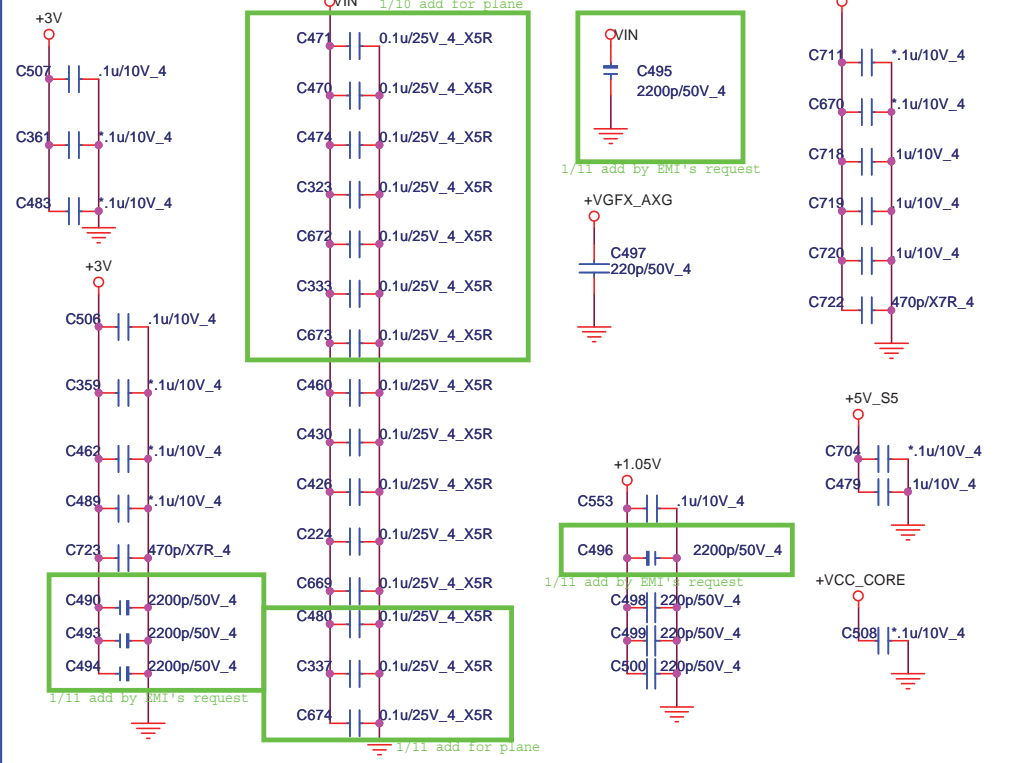 +3V
C507 .1u/10V_4
C361 *.1u/10V_4
C483 *.1u/10V_4
+3V
C506 .1u/10V_4
C359 *.1u/10V_4
C462 *.1u/10V_4
C489 *.1u/10V_4
C723 470p/X7R_4
C490 2200p/50V_4
C493 2200p/50V_4
C494 2200p/50V_4
1/11 add by EMI's request
VIN
1/10 add for plane
C471 0.1u/25V_4_X5R
C470 0.1u/25V_4_X5R
C474 0.1u/25V_4_X5R
C323 0.1u/25V_4_X5R
C672 0.1u/25V_4_X5R
C333 0.1u/25V_4_X5R
C673 0.1u/25V_4_X5R
C460 0.1u/25V_4_X5R
C430 0.1u/25V_4_X5R
C426 0.1u/25V_4_X5R
C224 0.1u/25V_4_X5R
C669 0.1u/25V_4_X5R
C480 0.1u/25V_4_X5R
C337 0.1u/25V_4_X5R
C674 0.1u/25V_4_X5R
1/11 add for plane
VIN
C495
2200p/50V_4
1/11 add by EMI's request
+VGFX_AXG
C497
220p/50V_4
+1.05V
C553 .1u/10V_4
C496 2200p/50V_4
1/11 add by EMI's request
C498 220p/50V_4
C499 220p/50V_4
C500 220p/50V_4
C711 *.1u/10V_4
C670 *.1u/10V_4
C718 .1u/10V_4
C719 .1u/10V_4
C720 .1u/10V_4
C722 470p/X7R_4
+5V_S5
C704 *.1u/10V_4
C479 .1u/10V_4
+VCC_CORE
C508 *.1u/10V_4